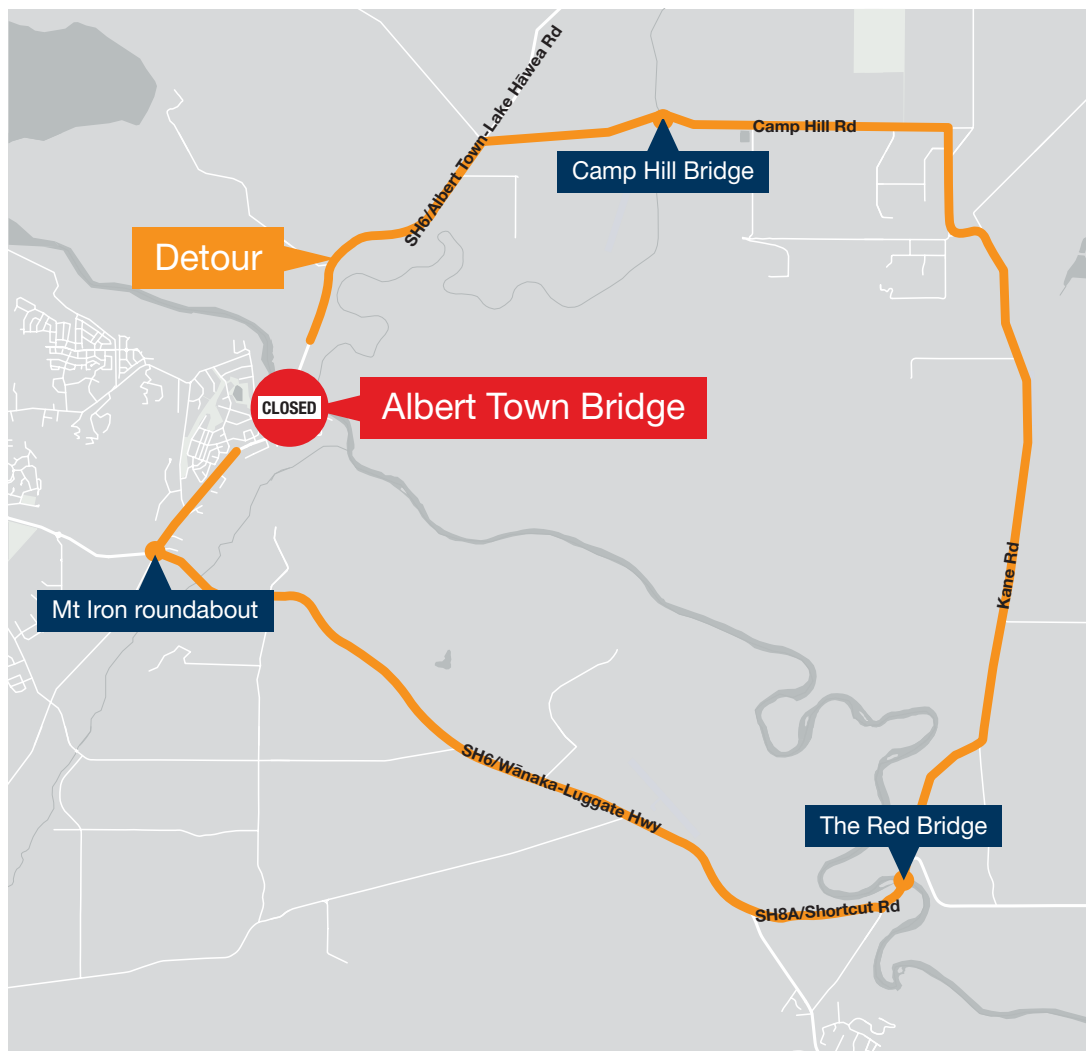 SH6/Albert Town-Lake Hāwea Rd
Camp Hill Rd
Camp Hill Bridge
Detour
CLOSED
Albert Town Bridge
Mt Iron roundabout
Kane Rd
SH6/Wānaka-Luggate Hwy
The Red Bridge
SH8A/Shortcut Rd